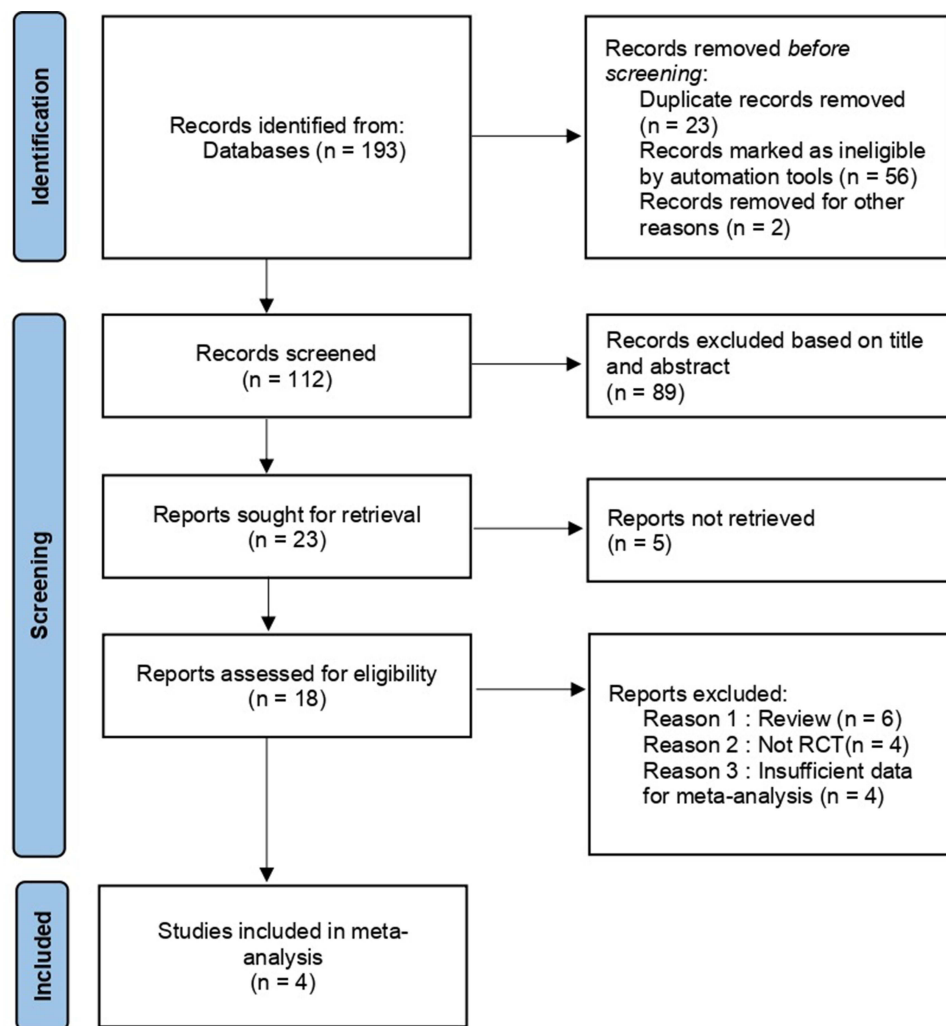 Identification
Records identified from:
Databases (n = 193)
Records removed before
screening:
Duplicate records removed
(n = 23)
Records marked as ineligible
by automation tools (n = 56)
Records removed for other
reasons (n = 2)
Screening
Records screened
(n = 112)
Records excluded based on title
and abstract
(n = 89)
Reports sought for retrieval
(n = 23)
Reports not retrieved
(n = 5)
Reports assessed for eligibility
(n = 18)
Reports excluded:
Reason 1 : Review (n = 6)
Reason 2 : Not RCT(n = 4)
Reason 3 : Insufficient data
for meta-analysis (n = 4)
Included
Studies included in meta-
analysis
(n = 4)